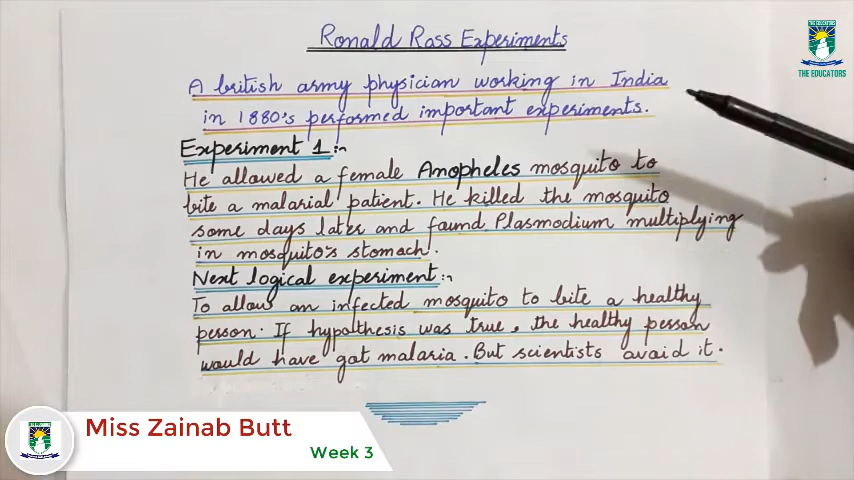 Ronald Ross Experiments
THE EDUCATORS
A british army physician working in India
in 1880's performed important experiments.
Experiment 1:-
He allowed a female Anopheles mosquito to
bite a malarial patient. He killed the mosquito
some days later and found Plasmodium multiplying
in mosquito's stomach.
Next logical experiment:-
To allow an infected mosquito to bite a healthy
person. If hypothesis was true, the healthy person
would have got malaria. But scientists avoid it.
Miss Zainab Butt
Week 3